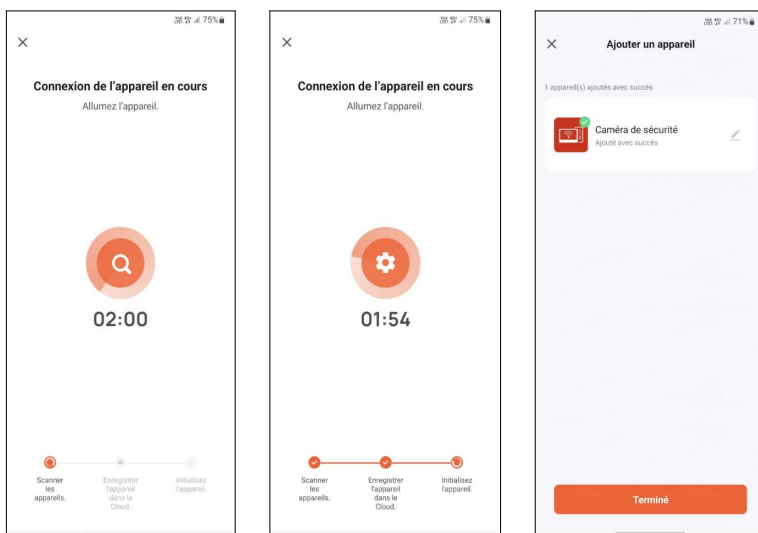 75%
Connexion de l'appareil en cours
Allumez l'appareil.
02:00
Scanner
les
appareils.
Enregistrer
l'appareil
dans le
Cloud.
Initialisez
l'appareil.
75%
Connexion de l'appareil en cours
Allumez l'appareil.
01:54
Scanner
les
appareils.
Enregistrer
l'appareil
dans le
Cloud.
Initialisez
l'appareil.
71%
Ajouter un appareil
1 appareil(s) ajoutés avec succès
Caméra de sécurité
Ajouté avec succès
Terminé